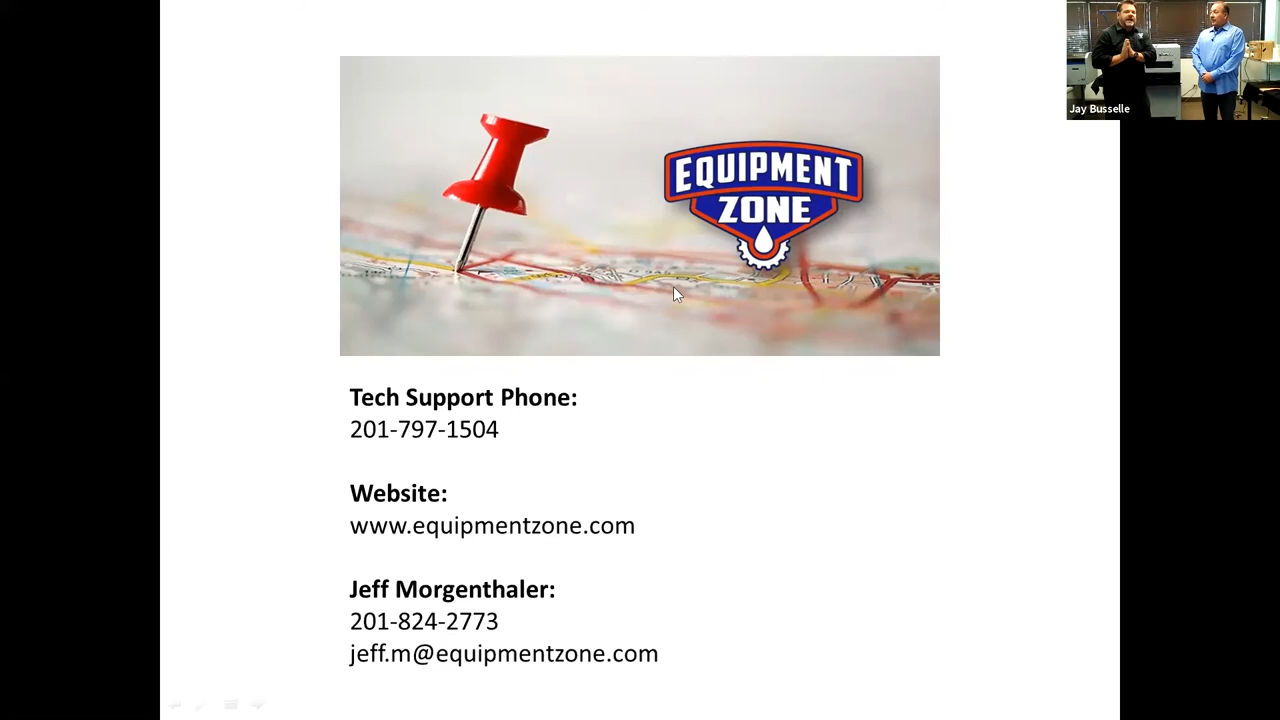 Jay Busselle
EQUIPMENT
ZONE
Tech Support Phone:
201-797-1504
Website:
www.equipmentzone.com
Jeff Morgenthaler:
201-824-2773
jeff.m@equipmentzone.com